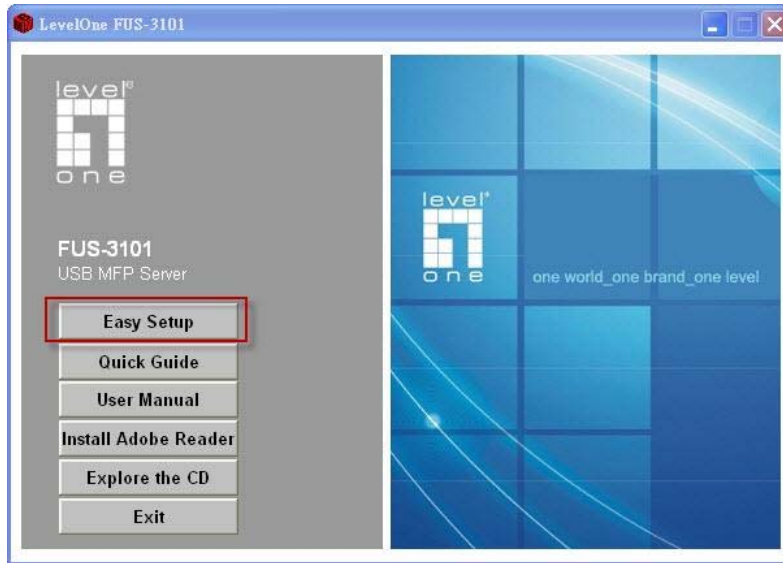 LevelOne FUS-3101
level
one
FUS-3101
USB MFP Server
Easy Setup
Quick Guide
User Manual
Install Adobe Reader
Explore the CD
Exit
level
one
one world_one brand_one level